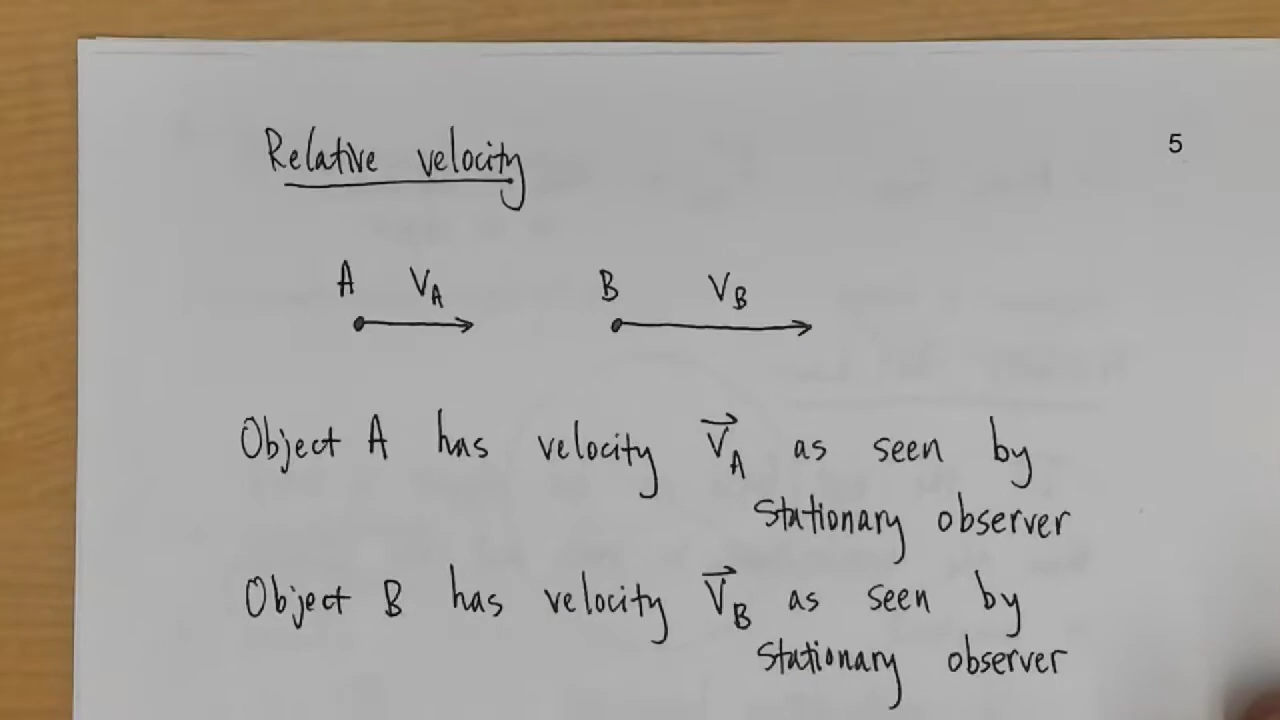 Relative velocity
5
A V_A B V_B
Object A has velocity V⃗_A as seen by
stationary observer
Object B has velocity V⃗_B as seen by
stationary observer